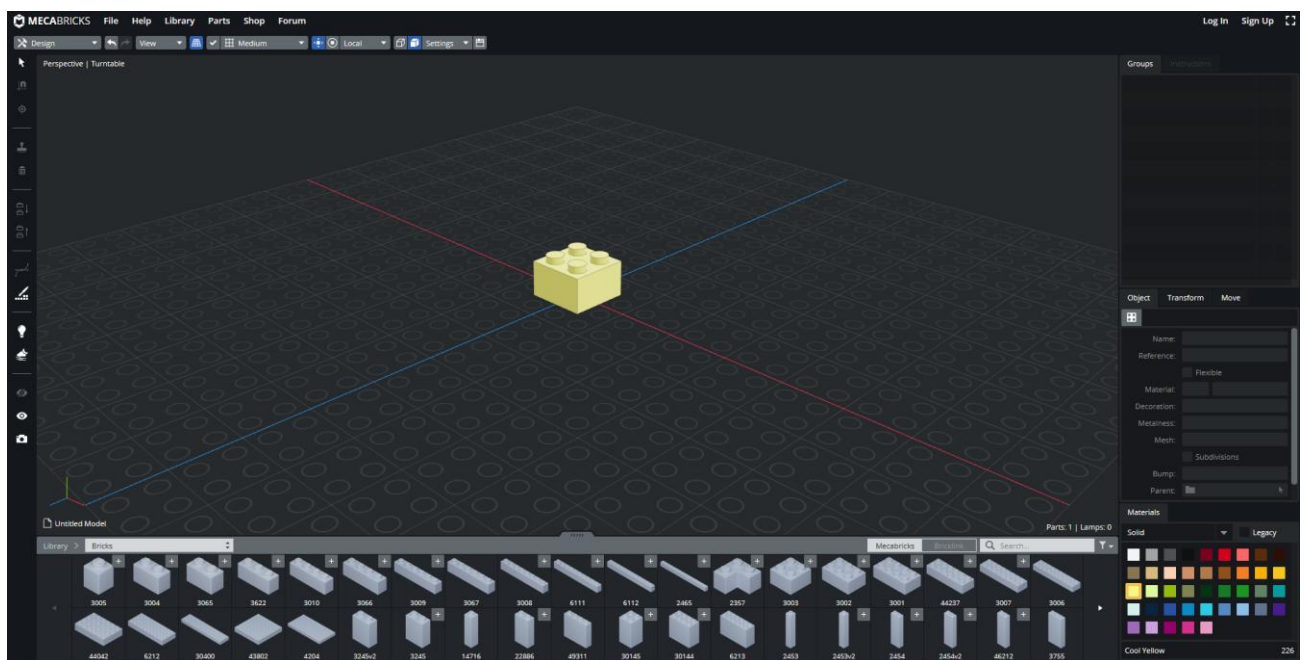 MECABRICKS File Help Library Parts Shop Forum Log In Sign Up
Design View Medium Local Settings
Perspective | Turntable
Groups Instructions
Object Transform Move
Name:
Reference:
Flexible
Material:
Decoration:
Metalness:
Mesh:
Subdivisions
Bump:
Parent:
Untitled Model
Parts: 1 | Lamps: 0
Materials
Solid Legacy
Library > Bricks Mecabricks Bricklink Search...
3005 3004 3065 3622 3010 3066 3009 3067 3008 6111 6112 2465 2357 3003 3002 3001 44237 3007 3006
44042 6212 30400 43802 4204 3245v2 3245 14716 22886 49311 30145 30144 6213 2453 2453v2 2454 2454v2 46212 3755
Cool Yellow 226